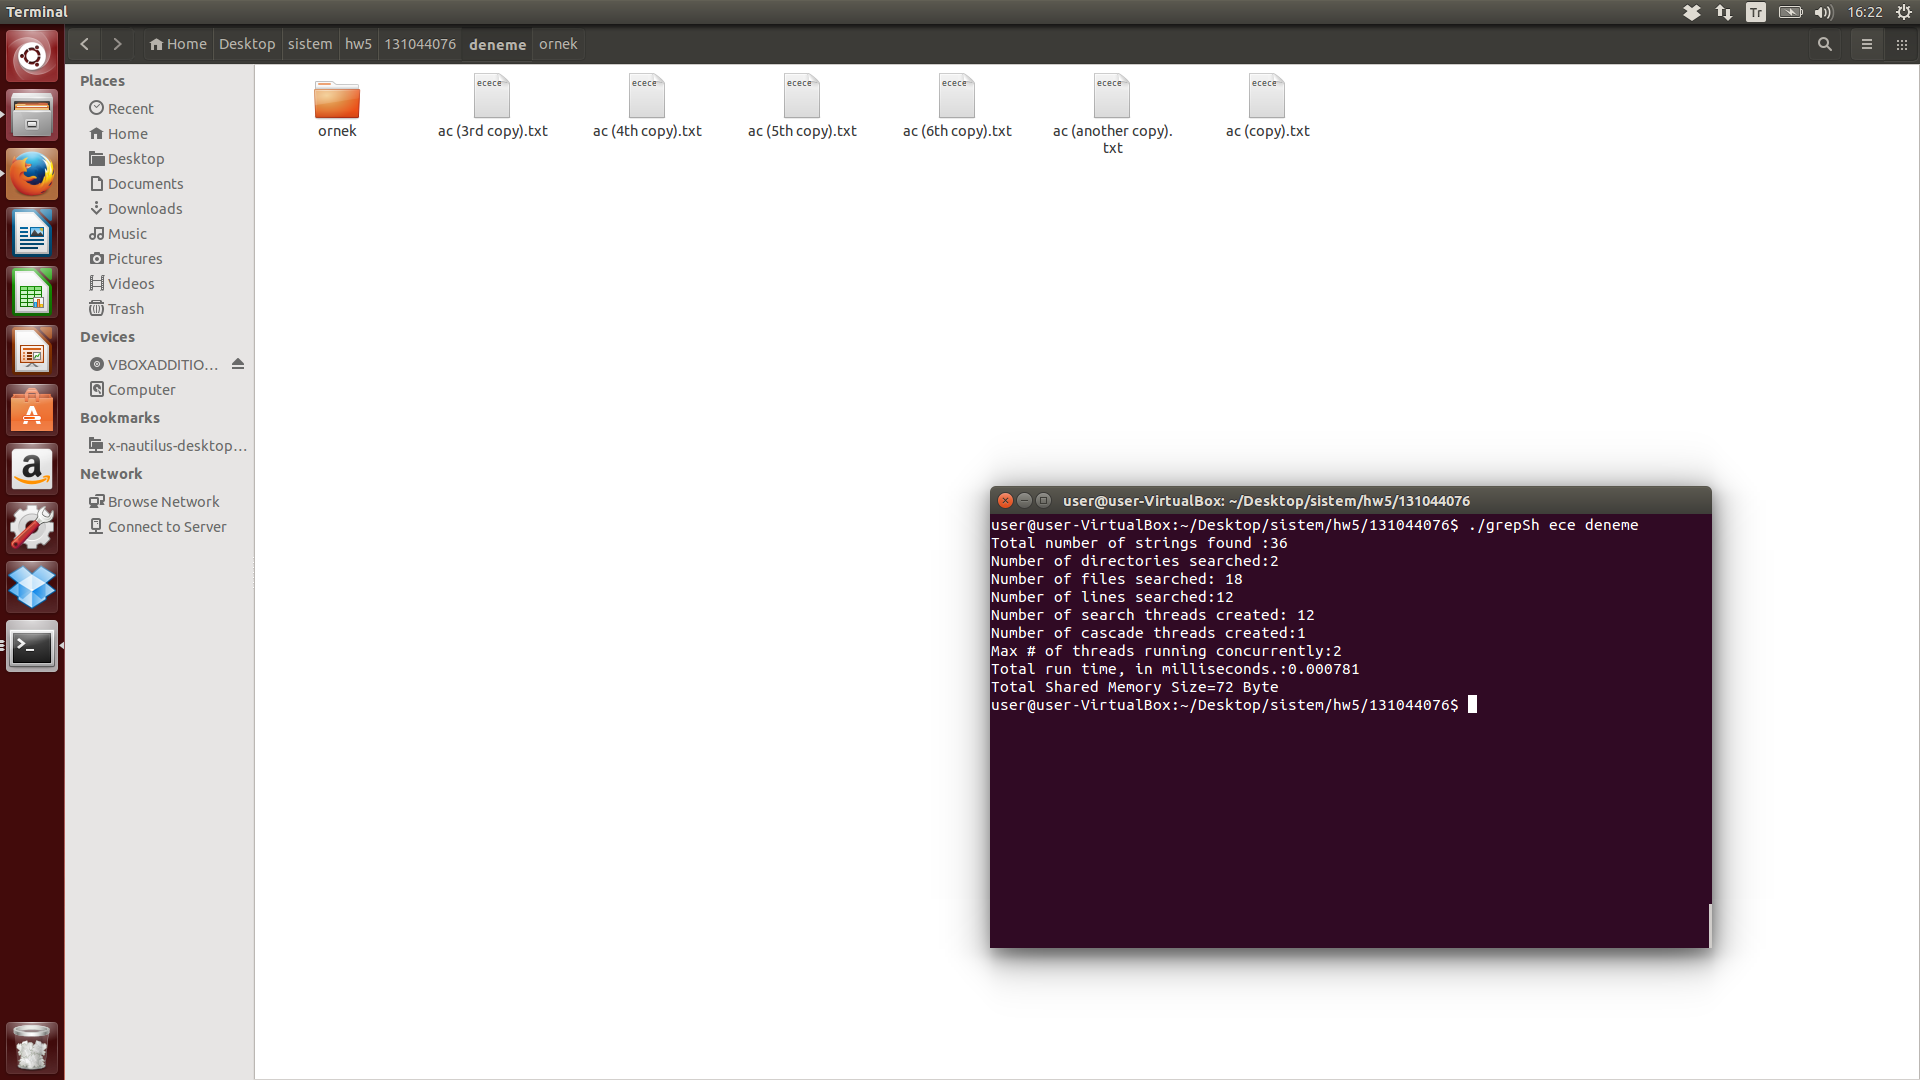 Terminal
Tr
16:22
Home
Desktop
sistem
hw5
131044076
deneme
ornek
Places
Recent
Home
Desktop
Documents
Downloads
Music
Pictures
Videos
Trash
Devices
VBOXADDITIO...
Computer
Bookmarks
x-nautilus-desktop...
Network
Browse Network
Connect to Server
ecece
ecece
ecece
ecece
ecece
ecece
ornek
ac (3rd copy).txt
ac (4th copy).txt
ac (5th copy).txt
ac (6th copy).txt
ac (another copy).
txt
ac (copy).txt
user@user-VirtualBox: ~/Desktop/sistem/hw5/131044076
user@user-VirtualBox:~/Desktop/sistem/hw5/131044076$ ./grepSh ece deneme
Total number of strings found :36
Number of directories searched:2
Number of files searched: 18
Number of lines searched:12
Number of search threads created: 12
Number of cascade threads created:1
Max # of threads running concurrently:2
Total run time, in milliseconds.:0.000781
Total Shared Memory Size=72 Byte
user@user-VirtualBox:~/Desktop/sistem/hw5/131044076$